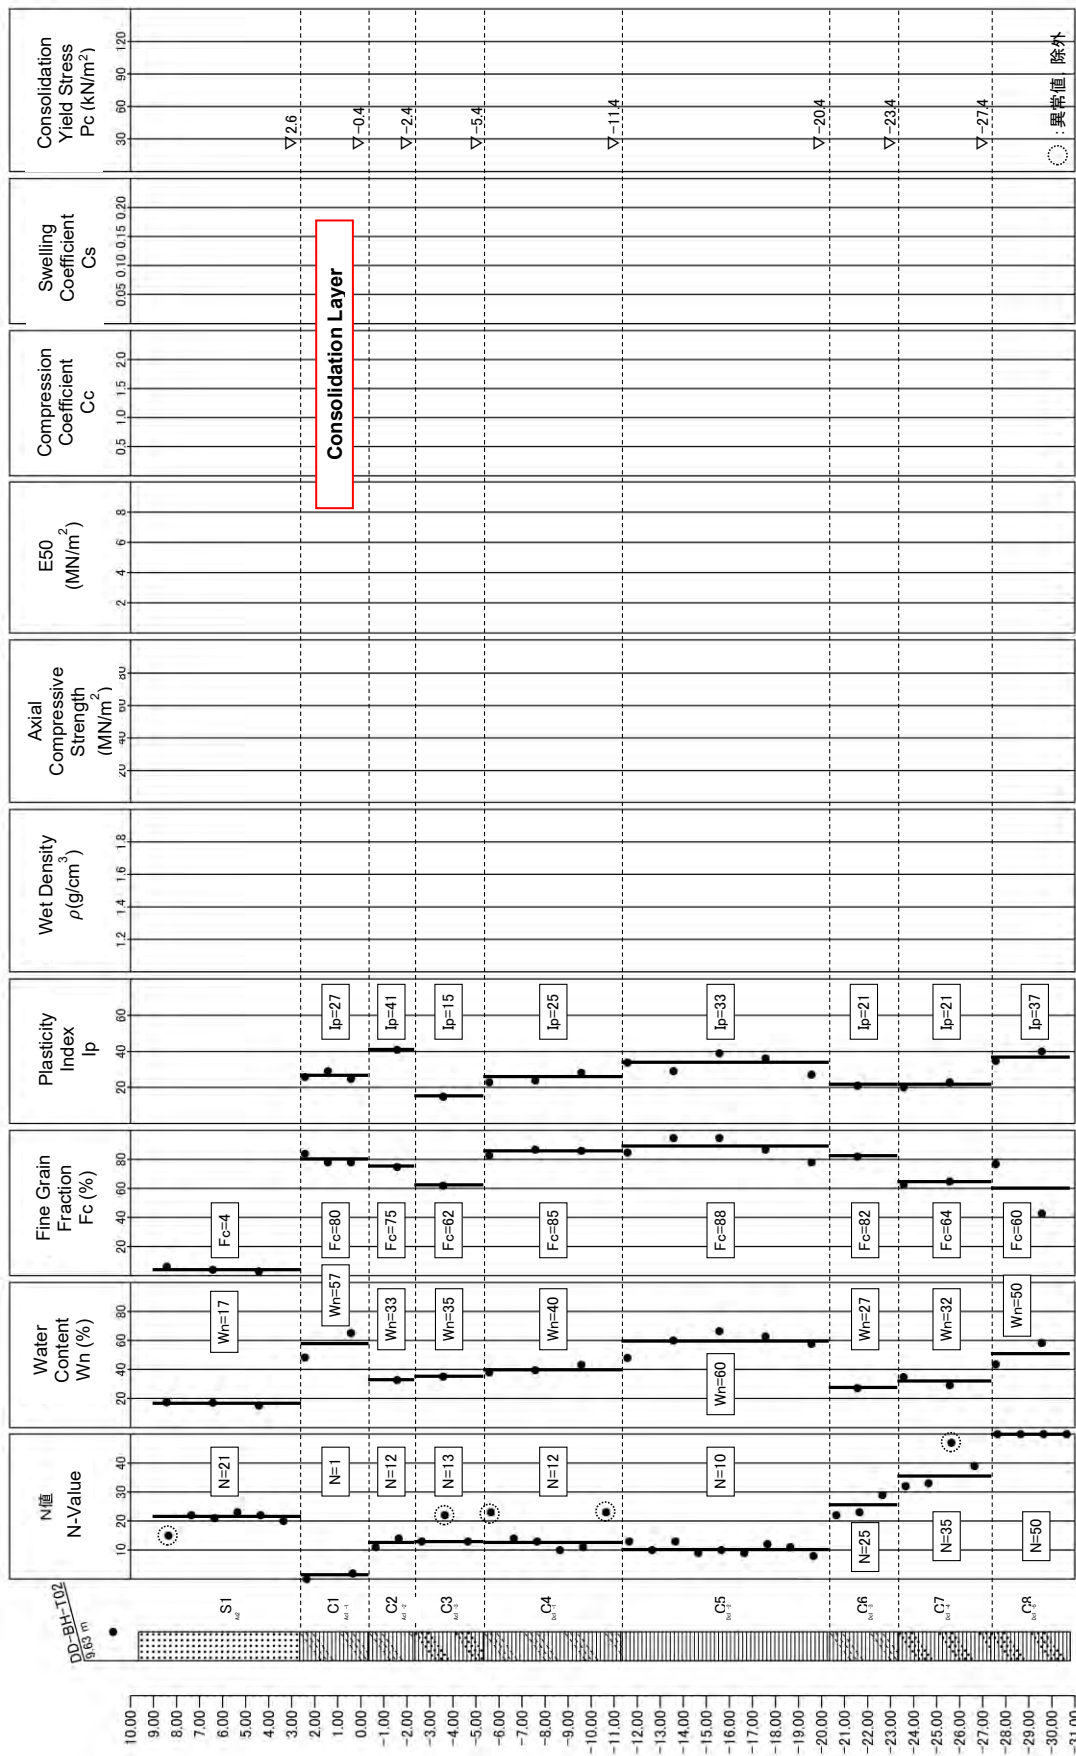 DD-BH-T02
9.63 m
N値
N-Value
10 20 30 40
Water
Content
Wn (%)
20 40 60 80
Fine Grain
Fraction
Fc (%)
20 40 60 80
Plasticity
Index
Ip
20 40 60
Wet Density
ρ(g/cm³)
1.2 1.4 1.6 1.8
Axial
Compressive
Strength
(MN/m²)
20 40 60 80
E50
(MN/m²)
2 4 6 8
Compression
Coefficient
Cc
0.5 1.0 1.5 2.0
Swelling
Coefficient
Cs
0.05 0.10 0.15 0.20
Consolidation
Yield Stress
Pc (kN/m²)
30 60 90 120
10.00
9.00
8.00
7.00
6.00
5.00
4.00
3.00
2.00
1.00
0.00
-1.00
-2.00
-3.00
-4.00
-5.00
-6.00
-7.00
-8.00
-9.00
-10.00
-11.00
-12.00
-13.00
-14.00
-15.00
-16.00
-17.00
-18.00
-19.00
-20.00
-21.00
-22.00
-23.00
-24.00
-25.00
-26.00
-27.00
-28.00
-29.00
-30.00
-31.00
S1 N=21 Wn=17 Fc=4
▽ 2.6
C1 N=1 Wn=57 Fc=80 Ip=27
Consolidation Layer
▽ -0.4
C2 N=12 Wn=33 Fc=75 Ip=41
▽ -2.4
C3 N=13 Wn=35 Fc=62 Ip=15
▽ -5.4
C4 N=12 Wn=40 Fc=85 Ip=25
▽ -11.4
C5 N=10 Wn=60 Fc=88 Ip=33
▽ -20.4
C6 N=25 Wn=27 Fc=82 Ip=21
▽ -23.4
C7 N=35 Wn=32 Fc=64 Ip=21
▽ -27.4
C8 N=50 Wn=50 Fc=60 Ip=37
:異常値, 除外